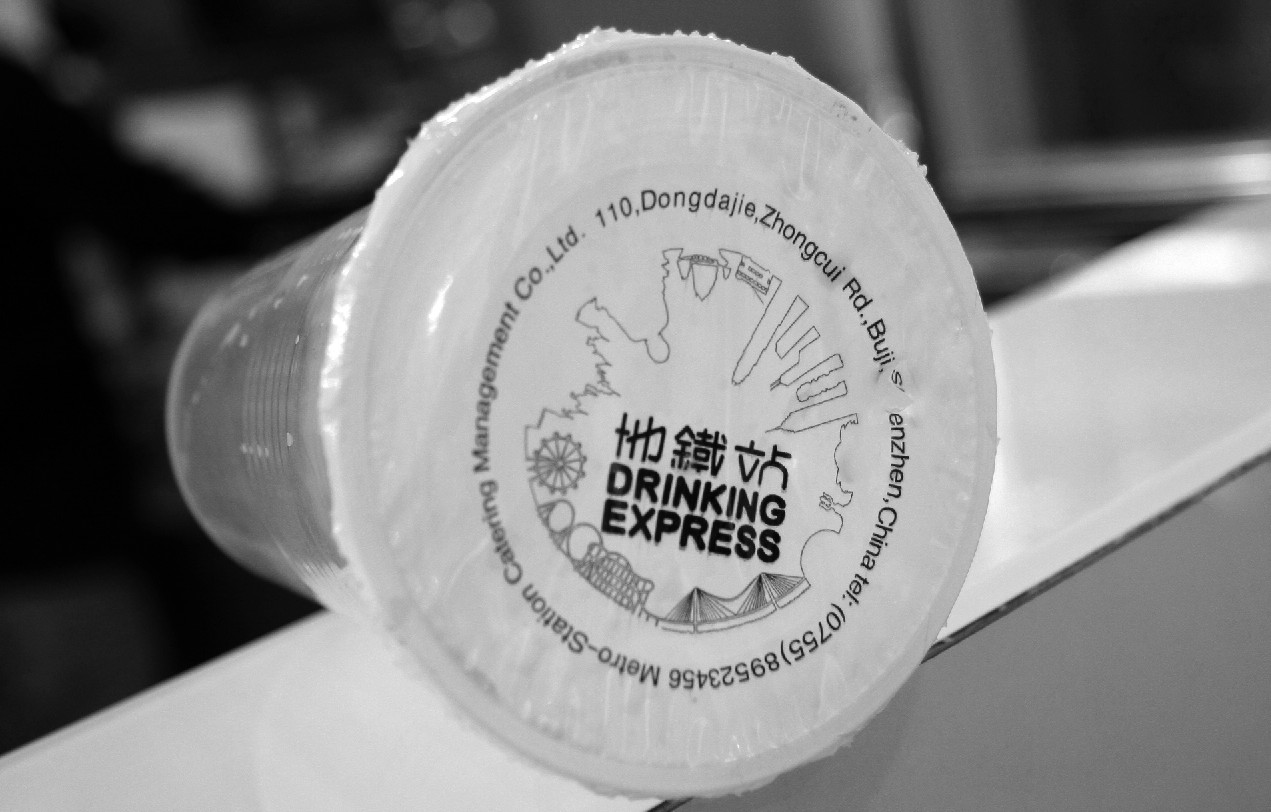 地鐵站
DRINKING
EXPRESS
Metro-Station Catering Management Co.,Ltd. 110,Dongdajie,Zhongcui Rd.,Buji, enzhen,China tel: (0755)89523456